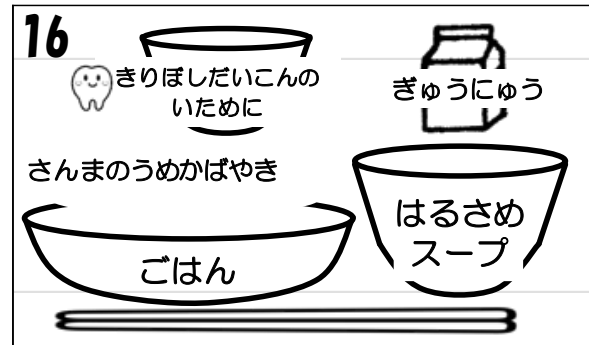 16
きりぼしだいこんの
いために
ぎゅうにゅう
さんまのうめかばやき
はるさめ
スープ
ごはん